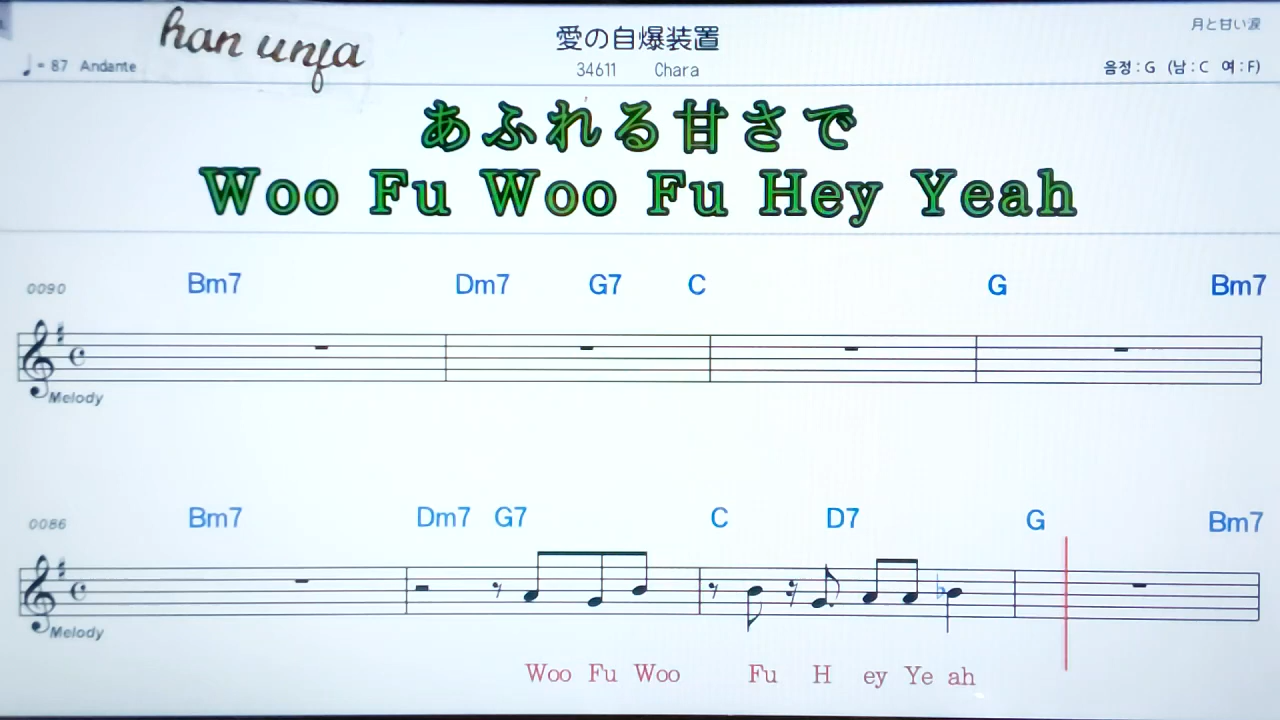 han unfa
愛の自爆装置
月と甘い涙
♩= 87 Andante
34611 Chara
음정 : G (남 : C 여 : F)
あふれる甘さで
Woo Fu Woo Fu Hey Yeah
0090 Bm7 Dm7 G7 C G Bm7
Melody
0086 Bm7 Dm7 G7 C D7 G Bm7
Melody
Woo Fu Woo Fu H ey Ye ah